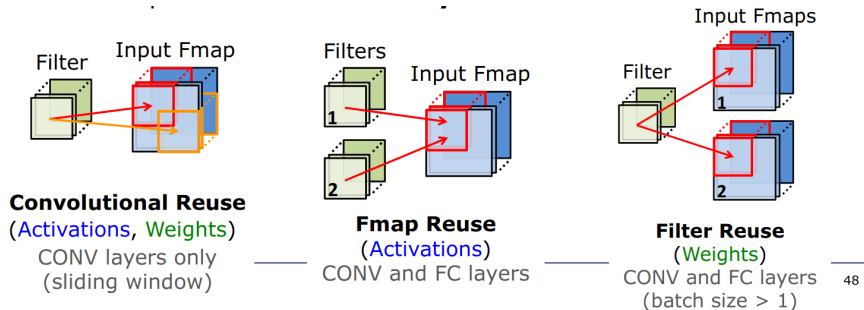 Filter
Input Fmap
Convolutional Reuse
(Activations, Weights)
CONV layers only
(sliding window)
Filters
Input Fmap
1
2
Fmap Reuse
(Activations)
CONV and FC layers
Input Fmaps
Filter
1
2
Filter Reuse
(Weights)
CONV and FC layers
(batch size > 1)
48